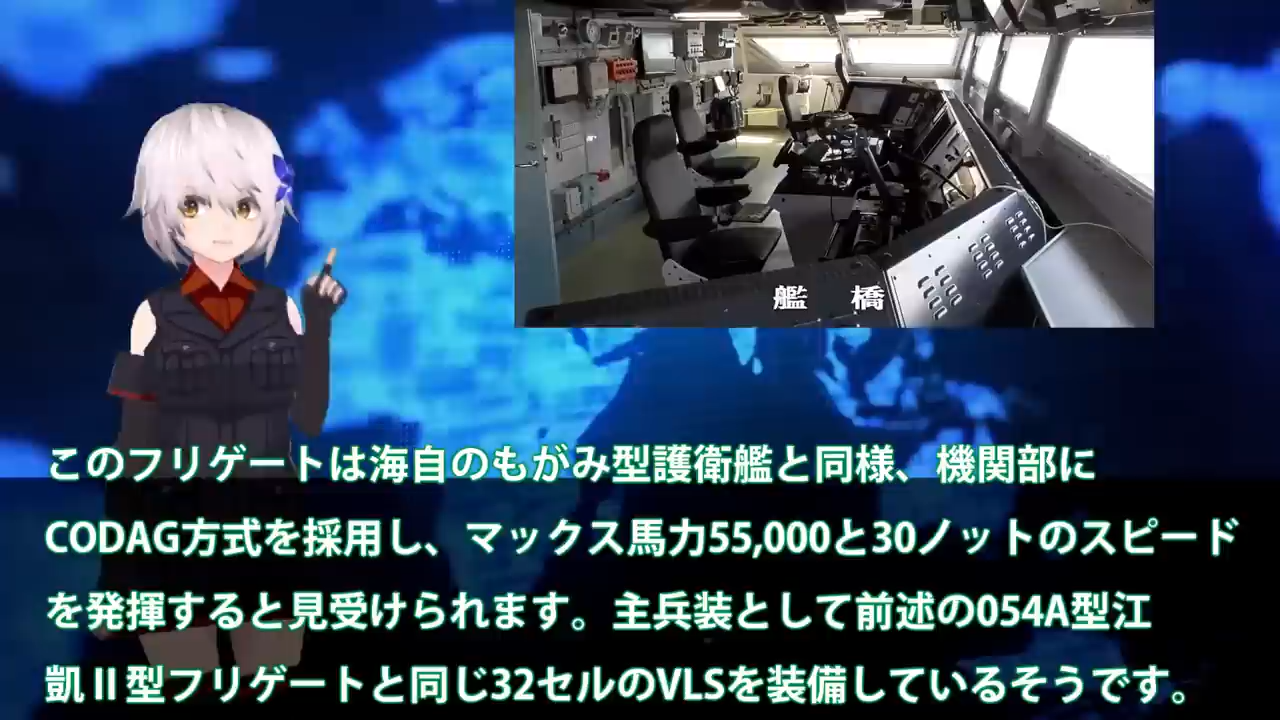 艦橋
このフリゲートは海自のもがみ型護衛艦と同様、機関部に
CODAG方式を採用し、マックス馬力55,000と30ノットのスピード
を発揮すると見受けられます。主兵装として前述の054A型江
凱Ⅱ型フリゲートと同じ32セルのVLSを装備しているそうです。